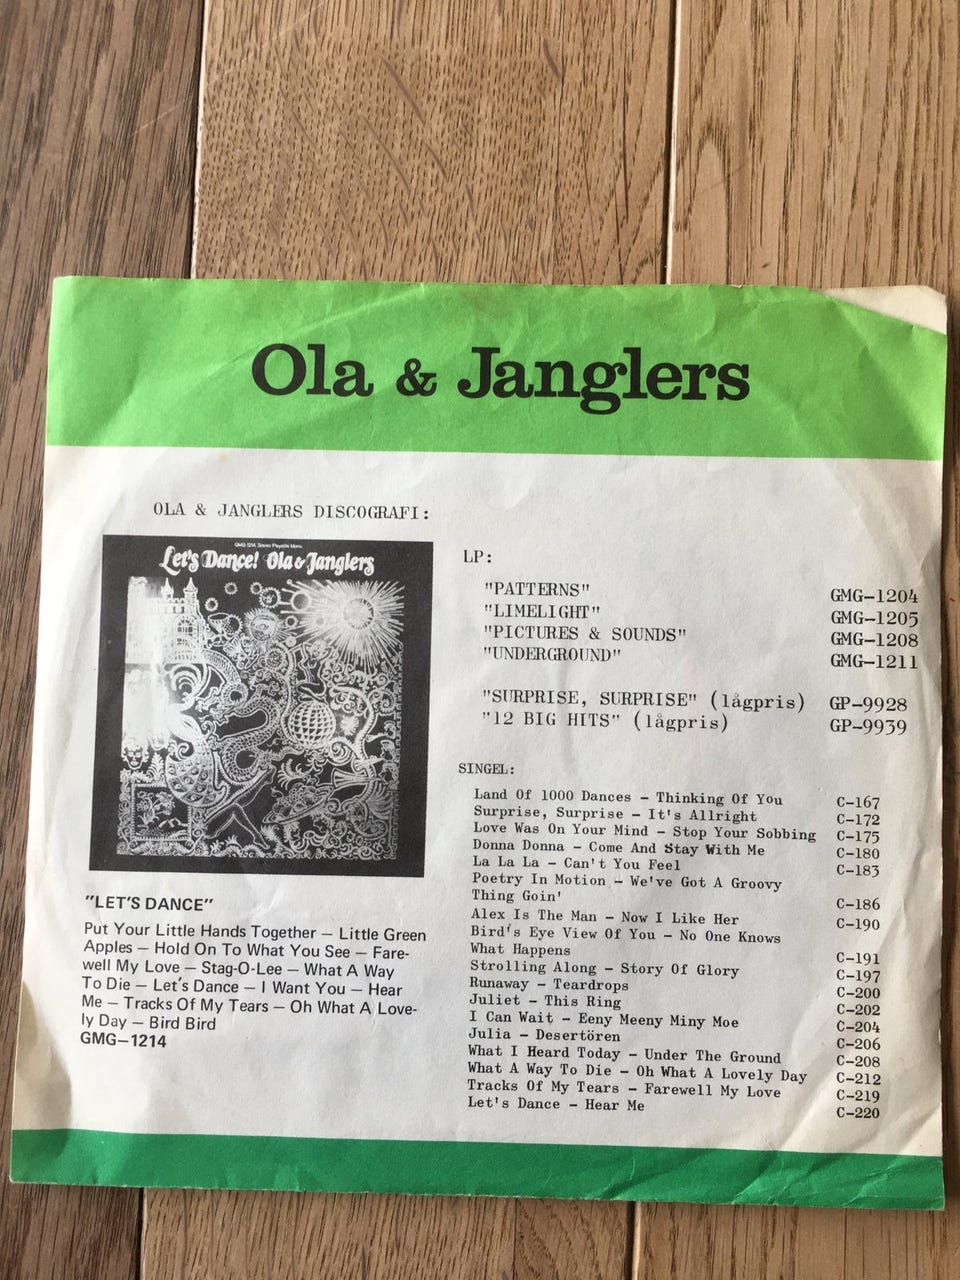 Ola & Janglers
OLA & JANGLERS DISCOGRAFI:
GMG 1214 Stereo Playable Mono
Let's Dance! Ola & Janglers
"LET'S DANCE"
Put Your Little Hands Together — Little Green
Apples — Hold On To What You See — Fare-
well My Love — Stag-O-Lee — What A Way
To Die — Let's Dance — I Want You — Hear
Me — Tracks Of My Tears — Oh What A Love-
ly Day — Bird Bird
GMG—1214
LP:
"PATTERNS" GMG—1204
"LIMELIGHT" GMG—1205
"PICTURES & SOUNDS" GMG—1208
"UNDERGROUND" GMG—1211
"SURPRISE, SURPRISE" (lågpris) GP—9928
"12 BIG HITS" (lågpris) GP—9939
SINGEL:
Land Of 1000 Dances — Thinking Of You C—167
Surprise, Surprise — It's Allright C—172
Love Was On Your Mind — Stop Your Sobbing C—175
Donna Donna — Come And Stay With Me C—180
La La La — Can't You Feel C—183
Poetry In Motion — We've Got A Groovy
Thing Goin' C—186
Alex Is The Man — Now I Like Her C—190
Bird's Eye View Of You — No One Knows
What Happens C—191
Strolling Along — Story Of Glory C—197
Runaway — Teardrops C—200
Juliet — This Ring C—202
I Can Wait — Eeny Meeny Miny Moe C—204
Julia — Desertören C—206
What I Heard Today — Under The Ground C—208
What A Way To Die — Oh What A Lovely Day C—212
Tracks Of My Tears — Farewell My Love C—219
Let's Dance — Hear Me C—220